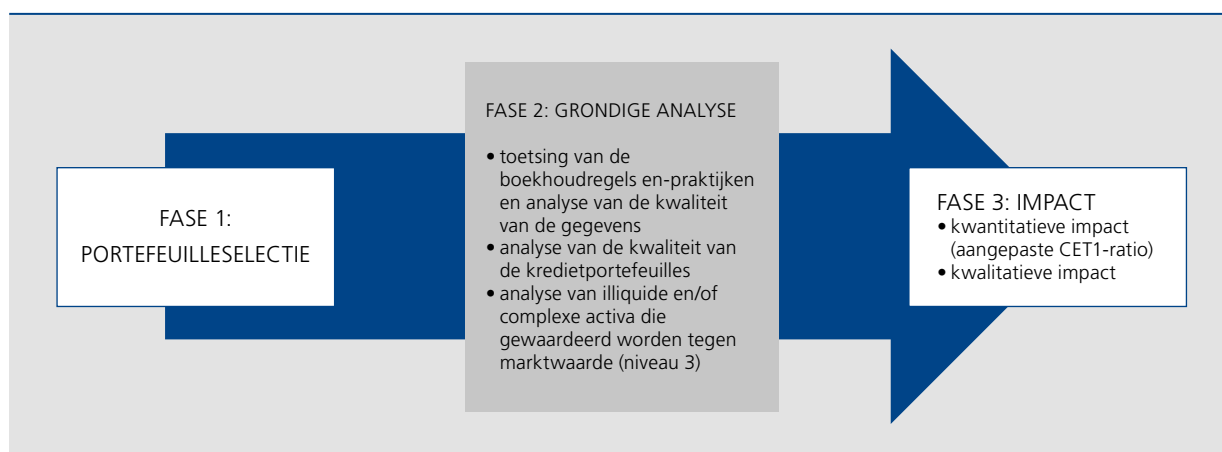 FASE 1:
PORTEFEUILLESELECTIE
FASE 2: GRONDIGE ANALYSE
• toetsing van de
boekhoudregels en-praktijken
en analyse van de kwaliteit
van de gegevens
• analyse van de kwaliteit van
de kredietportefeuilles
• analyse van illiquide en/of
complexe activa die
gewaardeerd worden tegen
marktwaarde (niveau 3)
FASE 3: IMPACT
• kwantitatieve impact
(aangepaste CET1-ratio)
• kwalitatieve impact